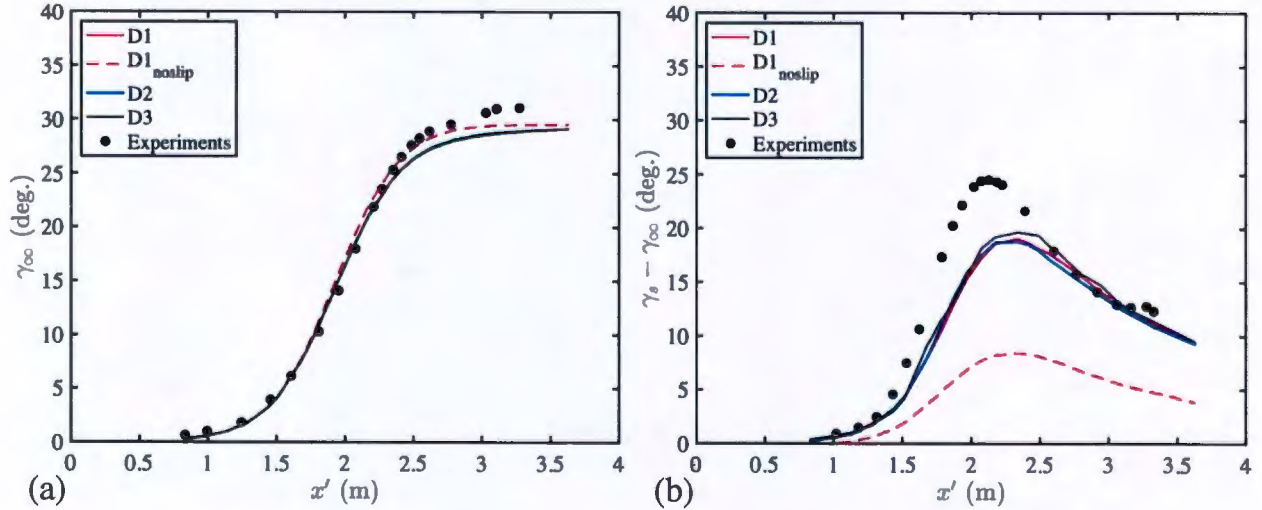 40
35
30
25
20
15
10
5
0
γ∞ (deg.)
D1
D1noslip
D2
D3
Experiments
0 0.5 1 1.5 2 2.5 3 3.5 4
x′ (m)
(a)
40
35
30
25
20
15
10
5
0
γs − γ∞ (deg.)
D1
D1noslip
D2
D3
Experiments
0 0.5 1 1.5 2 2.5 3 3.5 4
x′ (m)
(b)